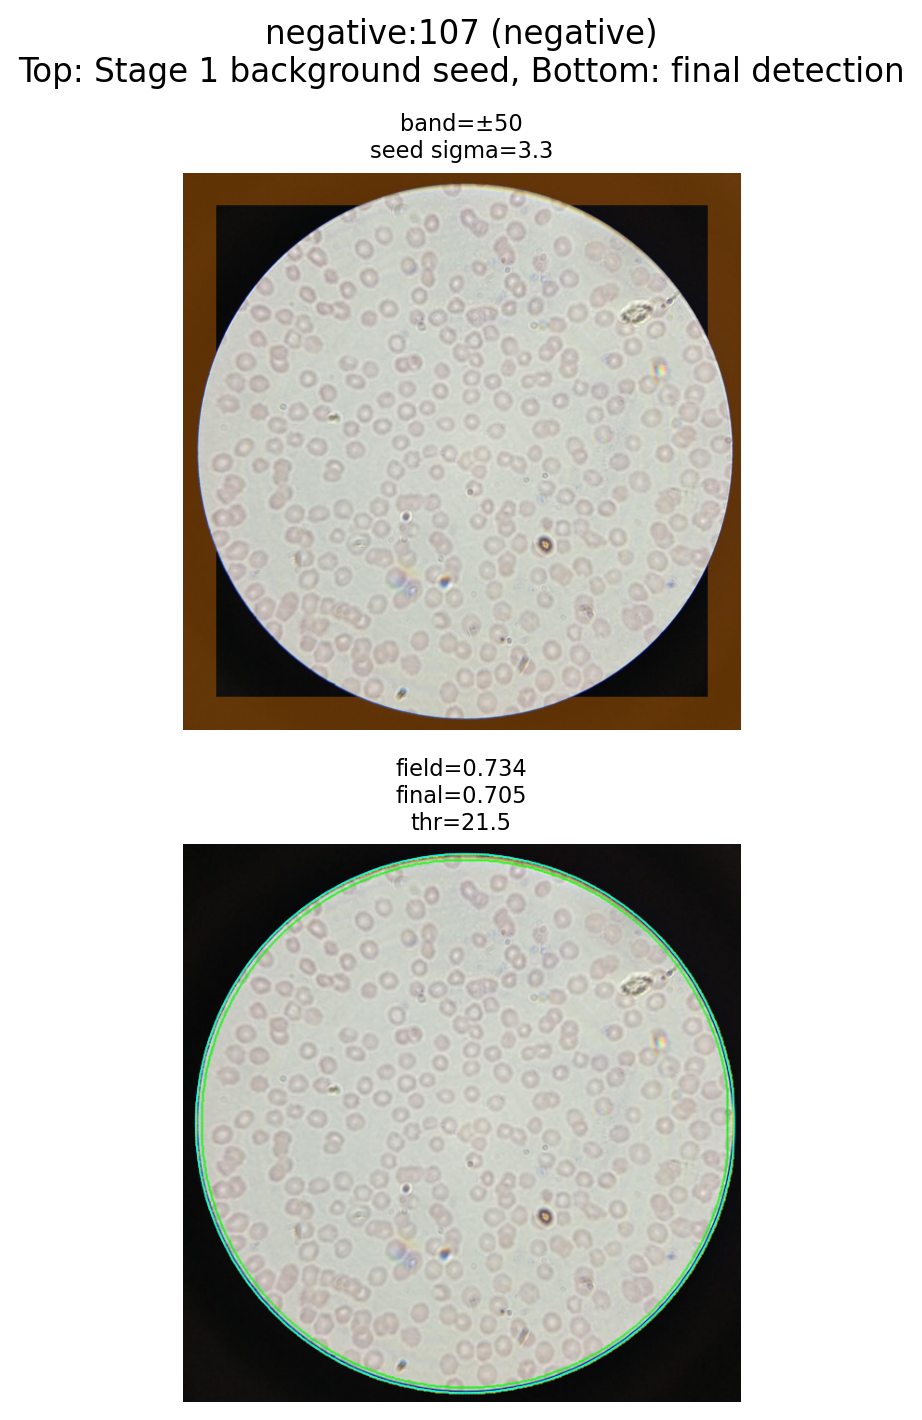 negative:107 (negative)
Top: Stage 1 background seed, Bottom: final detection
band=±50
seed sigma=3.3
field=0.734
final=0.705
thr=21.5